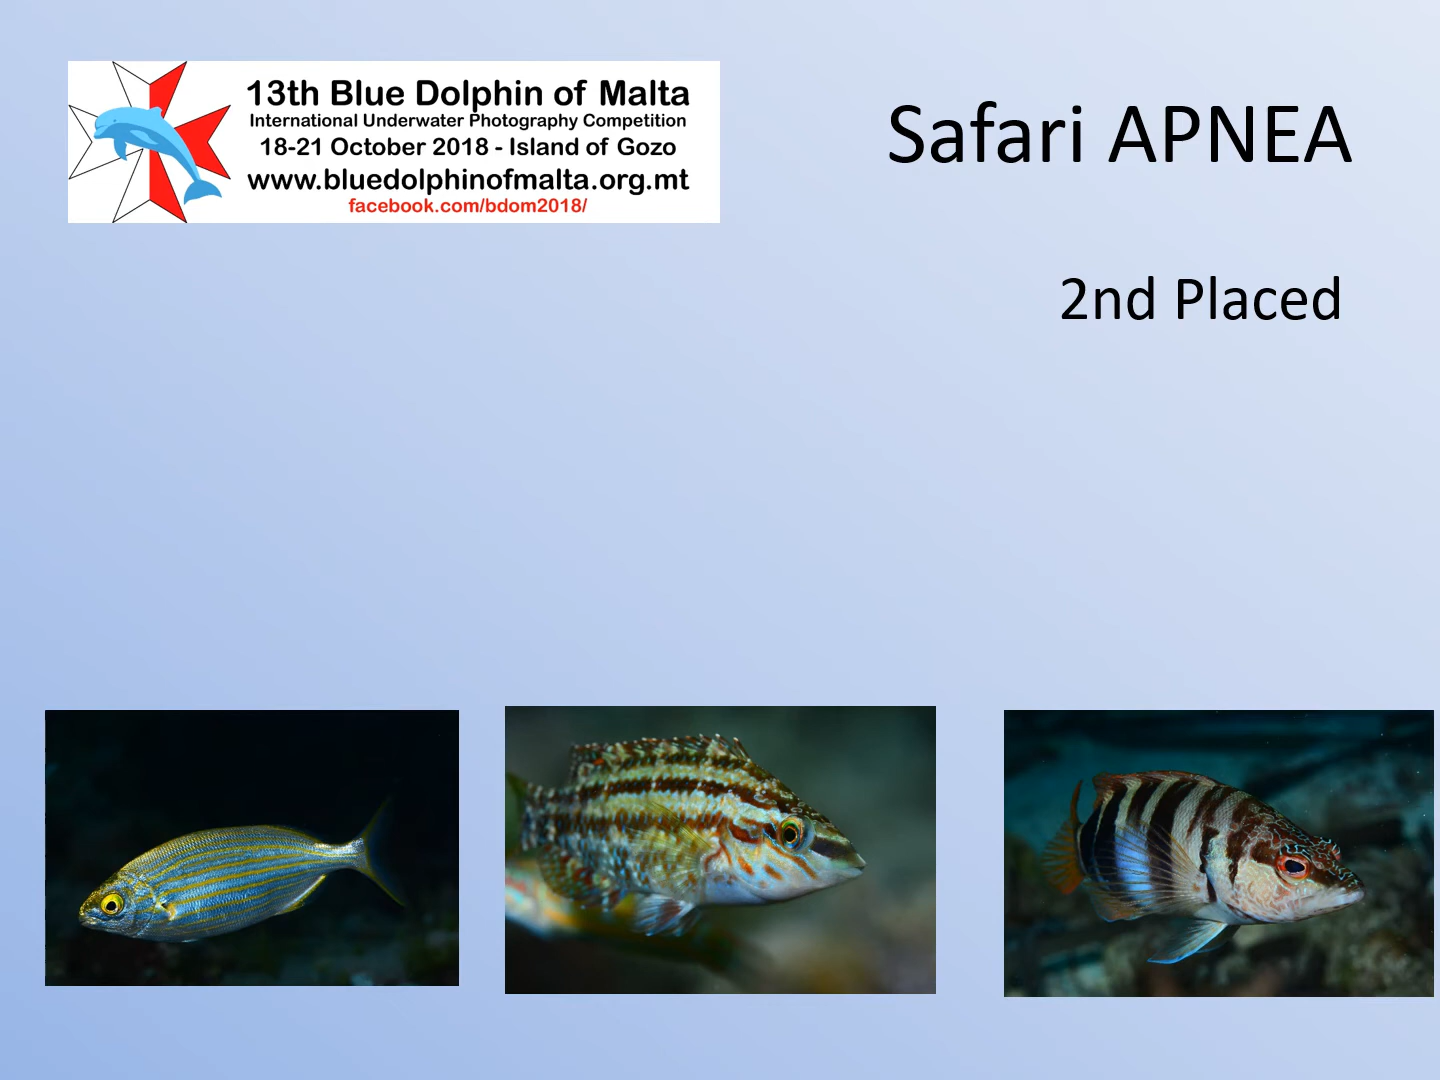 13th Blue Dolphin of Malta
International Underwater Photography Competition
18-21 October 2018 - Island of Gozo
www.bluedolphinofmalta.org.mt
facebook.com/bdom2018/
Safari APNEA
2nd Placed